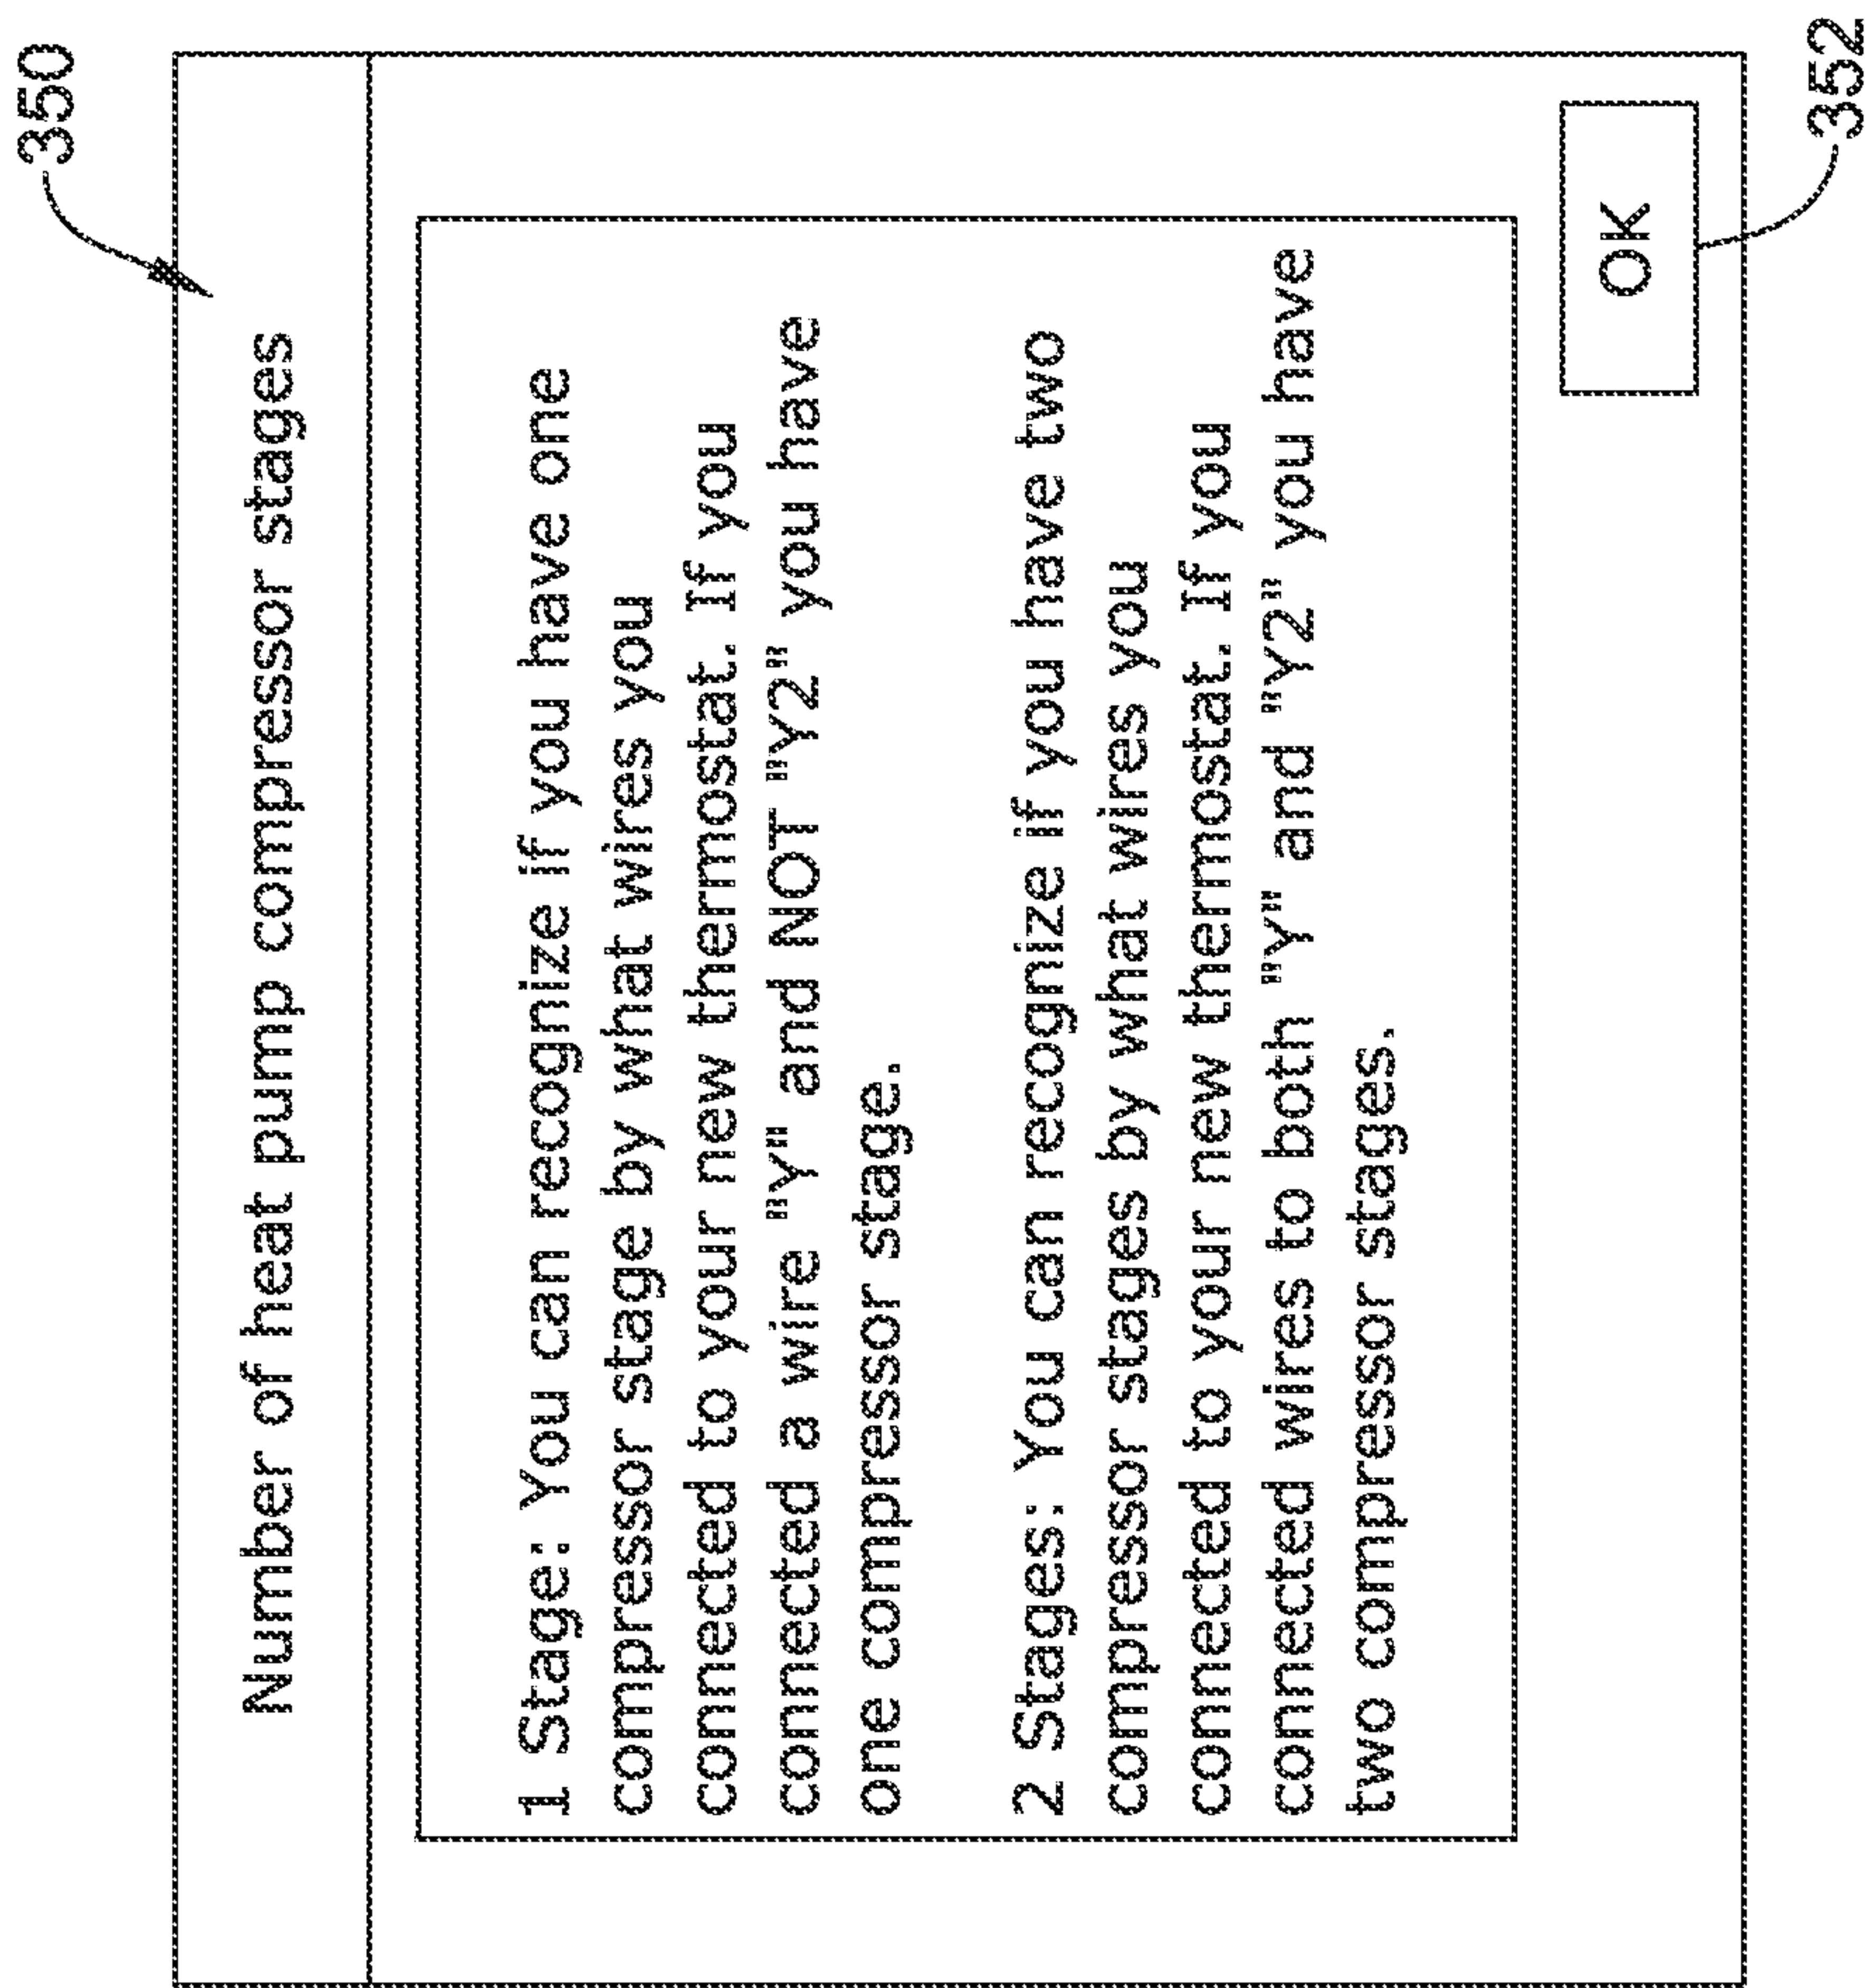 350
Number of heat pump compressor stages
1 Stage: You can recognize if you have one
compressor stage by what wires you
connected to your new thermostat. If you
connected a wire "Y" and NOT "Y2" you have
one compressor stage.
2 Stages: You can recognize if you have two
compressor stages by what wires you
connected to your new thermostat. If you
connected wires to both "Y" and "Y2" you have
two compressor stages.
OK
352